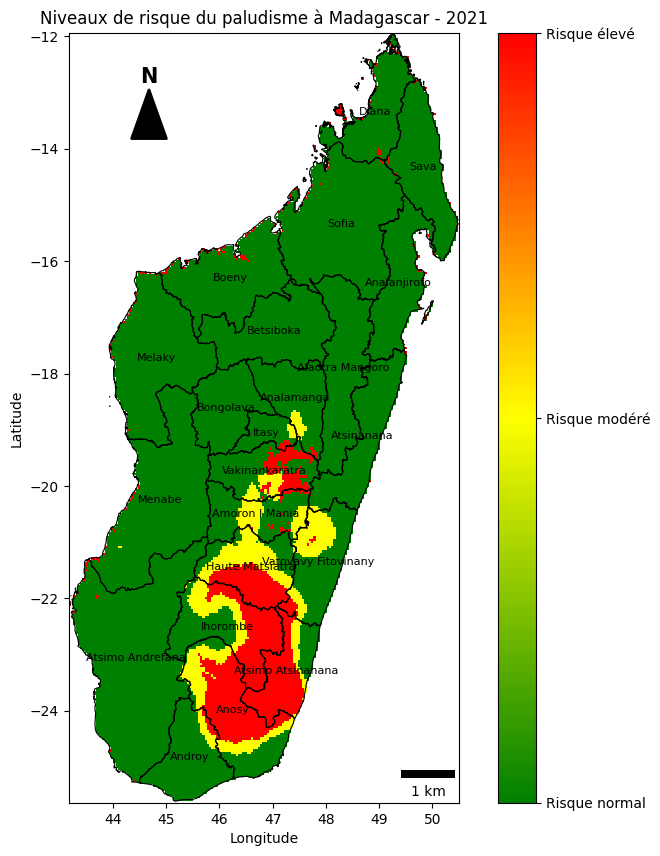 Niveaux de risque du paludisme à Madagascar - 2021
Risque élevé
Risque modéré
Risque normal
N
Diana
Sava
Sofia
Analanjirofo
Boeny
Betsiboka
Melaky
Alaotra Mangoro
Analamanga
Bongolava
Itasy
Atsinanana
Vakinankaratra
Menabe
Amoron I Mania
Vatovavy Fitovinany
Haute Matsiatra
Ihorombe
Atsimo Andrefana
Atsimo Atsinanana
Anosy
Androy
1 km
−12
−14
−16
−18
−20
−22
−24
Latitude
44 45 46 47 48 49 50
Longitude